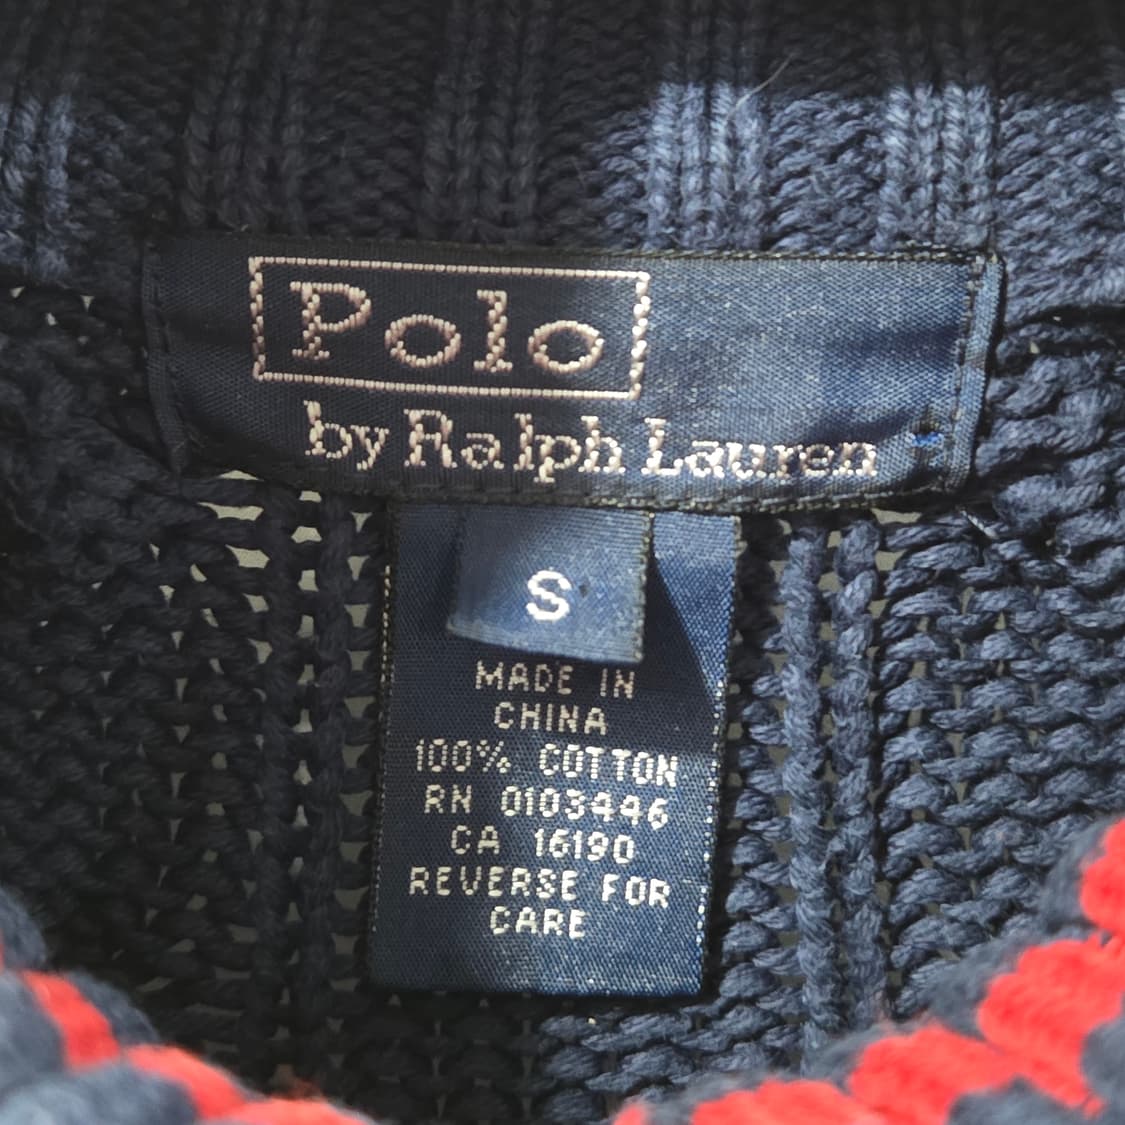 Polo
by Ralph Lauren
S
MADE IN
CHINA
100% COTTON
RN 0103446
CA 16190
REVERSE FOR
CARE